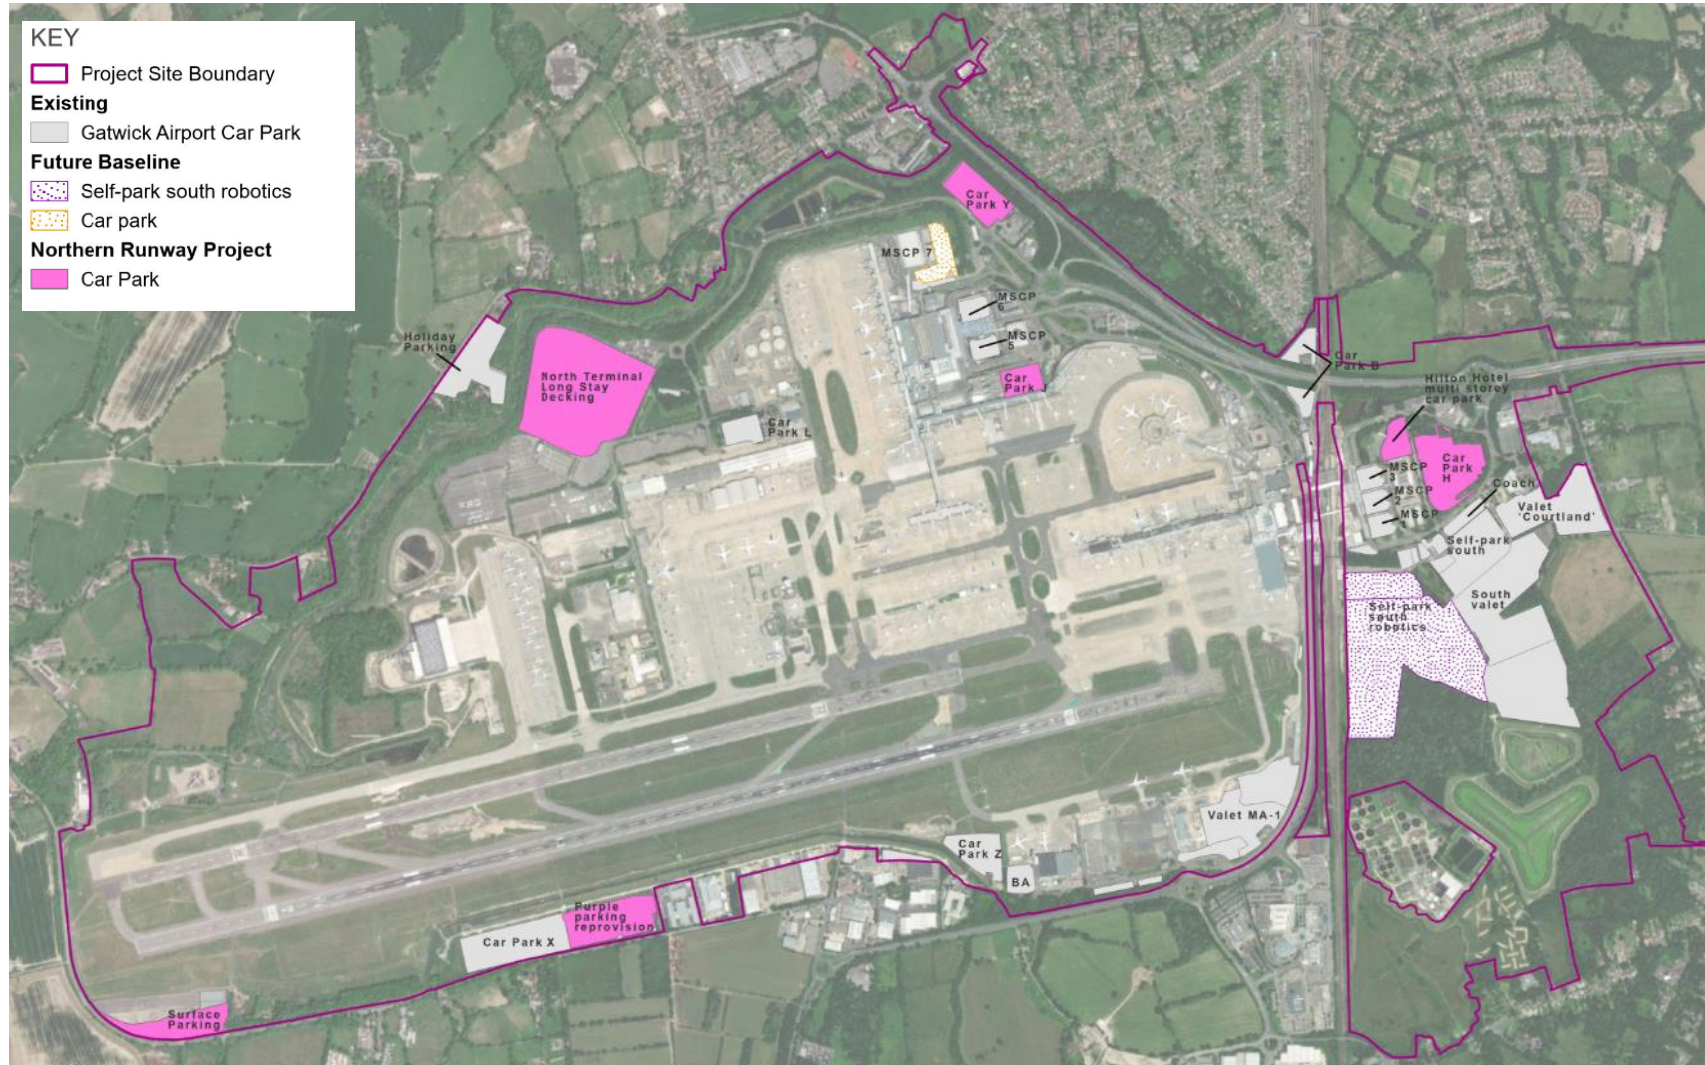 KEY
Project Site Boundary
Existing
Gatwick Airport Car Park
Future Baseline
Self-park south robotics
Car park
Northern Runway Project
Car Park
Car
Park Y
MSCP 7
MSCP
6
MSCP
5
Holiday
Parking
North Terminal
Long Stay
Decking
Car
Park J
Car
Park B
Hilton Hotel
multi storey
car park
Car
Park L
Car
Park
H
MSCP
3
MSCP
2
MSCP
1
Coach
Valet
'Courtland'
Self-park
south
South
valet
Self-park
south
robotics
Valet MA-1
Car
Park Z
BA
Purple
parking
reprovision
Car Park X
Surface
Parking